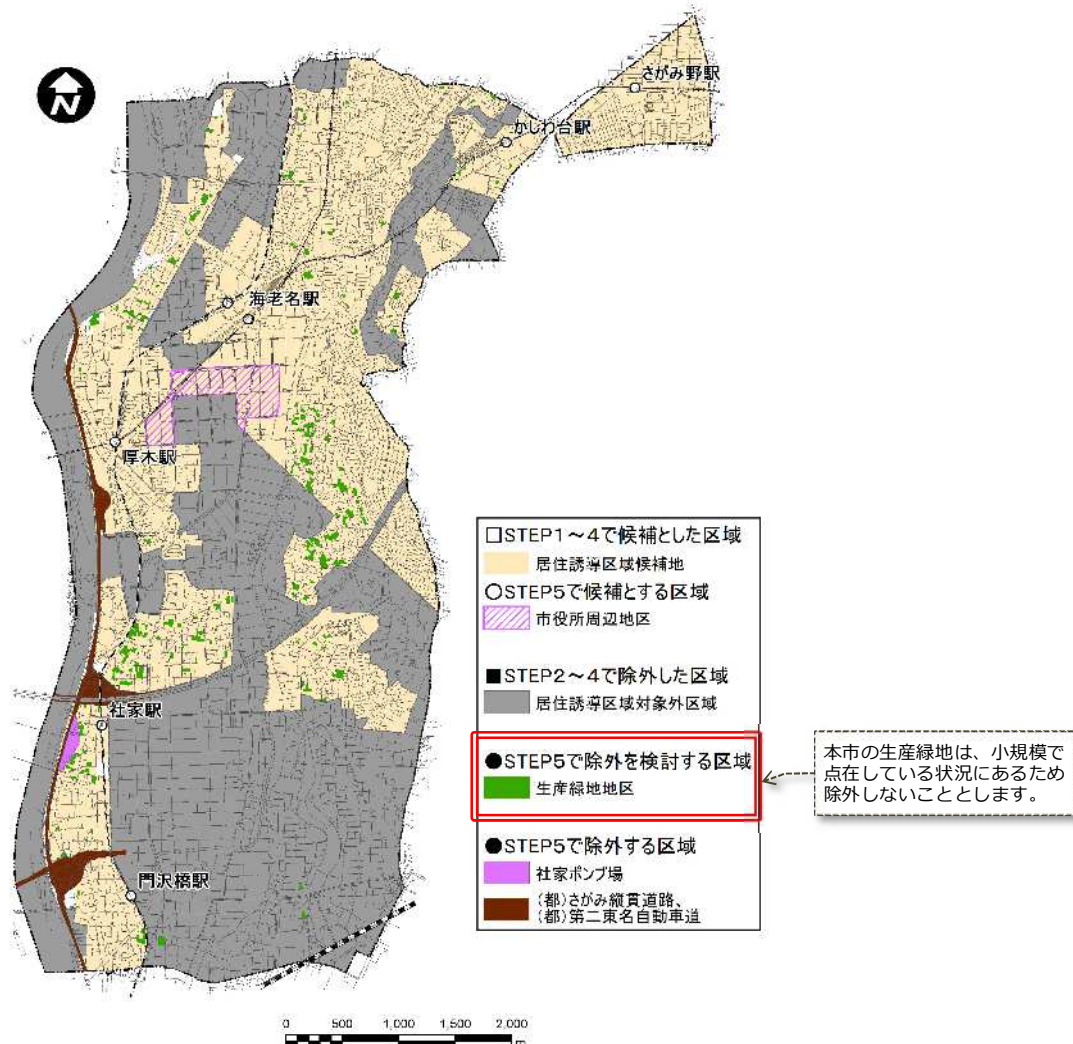 N
さがみ野駅
かしわ台駅
海老名駅
厚木駅
社家駅
門沢橋駅
□STEP1～4で候補とした区域
居住誘導区域候補地
○STEP5で候補とする区域
市役所周辺地区
■STEP2～4で除外した区域
居住誘導区域対象外区域
●STEP5で除外を検討する区域
生産緑地地区
●STEP5で除外する区域
社家ポンプ場
(都)さがみ縦貫道路、
(都)第二東名自動車道
本市の生産緑地は、小規模で
点在している状況にあるため
除外しないこととします。
0 500 1,000 1,500 2,000